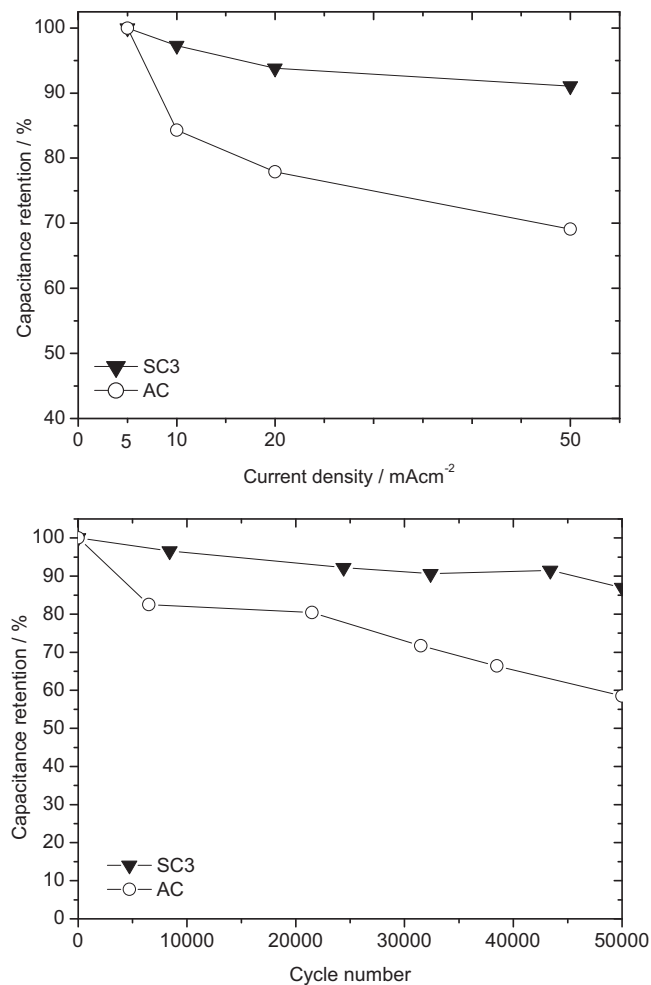 100
90
80
70
60
50
40
Capacitance retention / %
SC3
AC
0 5 10 20 50
Current density / mAcm-2
100
90
80
70
60
50
40
30
20
10
0
Capacitance retention / %
SC3
AC
0 10000 20000 30000 40000 50000
Cycle number